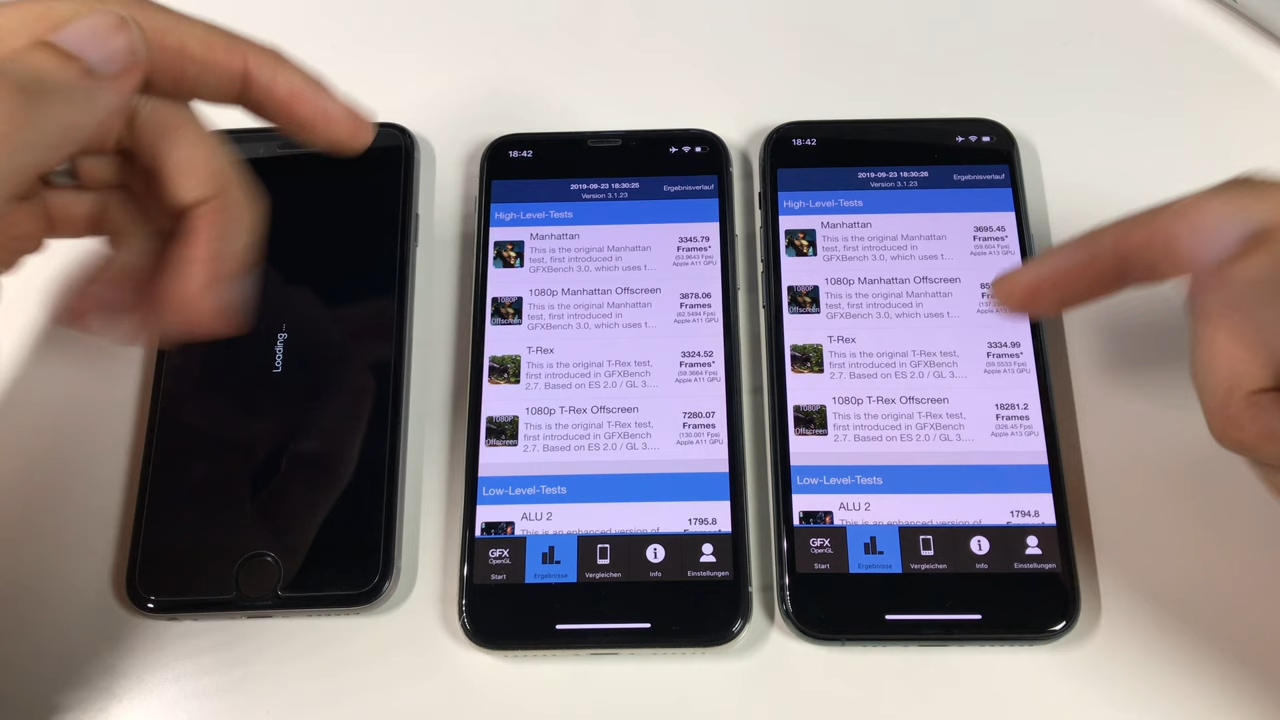 Loading ...
18:42
2019-09-23 18:30:25
Version 3.1.23
Ergebnisverlauf
High-Level-Tests
Manhattan
This is the original Manhattan
test, first introduced in
GFXBench 3.0, which uses t...
3345.79
Frames*
(53.9643 Fps)
Apple A11 GPU
1080P
Offscreen
1080p Manhattan Offscreen
This is the original Manhattan
test, first introduced in
GFXBench 3.0, which uses t...
3878.06
Frames
(62.5494 Fps)
Apple A11 GPU
T-Rex
This is the original T-Rex test,
first introduced in GFXBench
2.7. Based on ES 2.0 / GL 3....
3324.52
Frames*
(59.3664 Fps)
Apple A11 GPU
1080P
Offscreen
1080p T-Rex Offscreen
This is the original T-Rex test,
first introduced in GFXBench
2.7. Based on ES 2.0 / GL 3....
7280.07
Frames
(130.001 Fps)
Apple A11 GPU
Low-Level-Tests
ALU 2
This is an enhanced version of
1795.8
GFX
OpenGL
Start
Ergebnisse
Vergleichen
Info
Einstellungen
18:42
2019-09-23 18:30:26
Version 3.1.23
Ergebnisverlauf
High-Level-Tests
Manhattan
This is the original Manhattan
test, first introduced in
GFXBench 3.0, which uses t...
3695.45
Frames*
(59.604 Fps)
Apple A13 GPU
1080P
Offscreen
1080p Manhattan Offscreen
This is the original Manhattan
test, first introduced in
GFXBench 3.0, which uses t...
Apple A13
T-Rex
This is the original T-Rex test,
first introduced in GFXBench
2.7. Based on ES 2.0 / GL 3....
3334.99
Frames*
(59.5533 Fps)
Apple A13 GPU
1080P
Offscreen
1080p T-Rex Offscreen
This is the original T-Rex test,
first introduced in GFXBench
2.7. Based on ES 2.0 / GL 3....
18281.2
Frames
(326.45 Fps)
Apple A13 GPU
Low-Level-Tests
ALU 2
This is an enhanced version of
1794.8
GFX
OpenGL
Start
Ergebnisse
Vergleichen
Info
Einstellungen